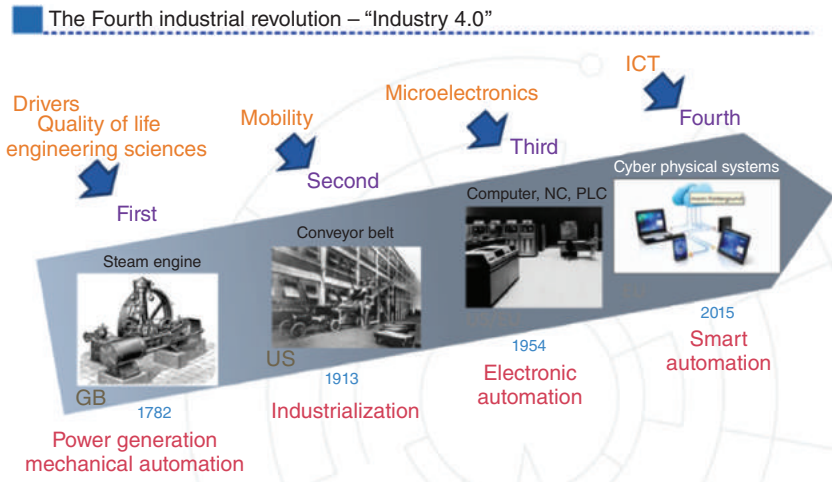 The Fourth industrial revolution – “Industry 4.0”
Drivers
Quality of life
engineering sciences
Mobility
Microelectronics
ICT
First
Second
Third
Fourth
Steam engine
Conveyor belt
Computer, NC, PLC
Cyber physical systems
GB
US
1782
1913
1954
2015
Power generation
mechanical automation
Industrialization
Electronic
automation
Smart
automation